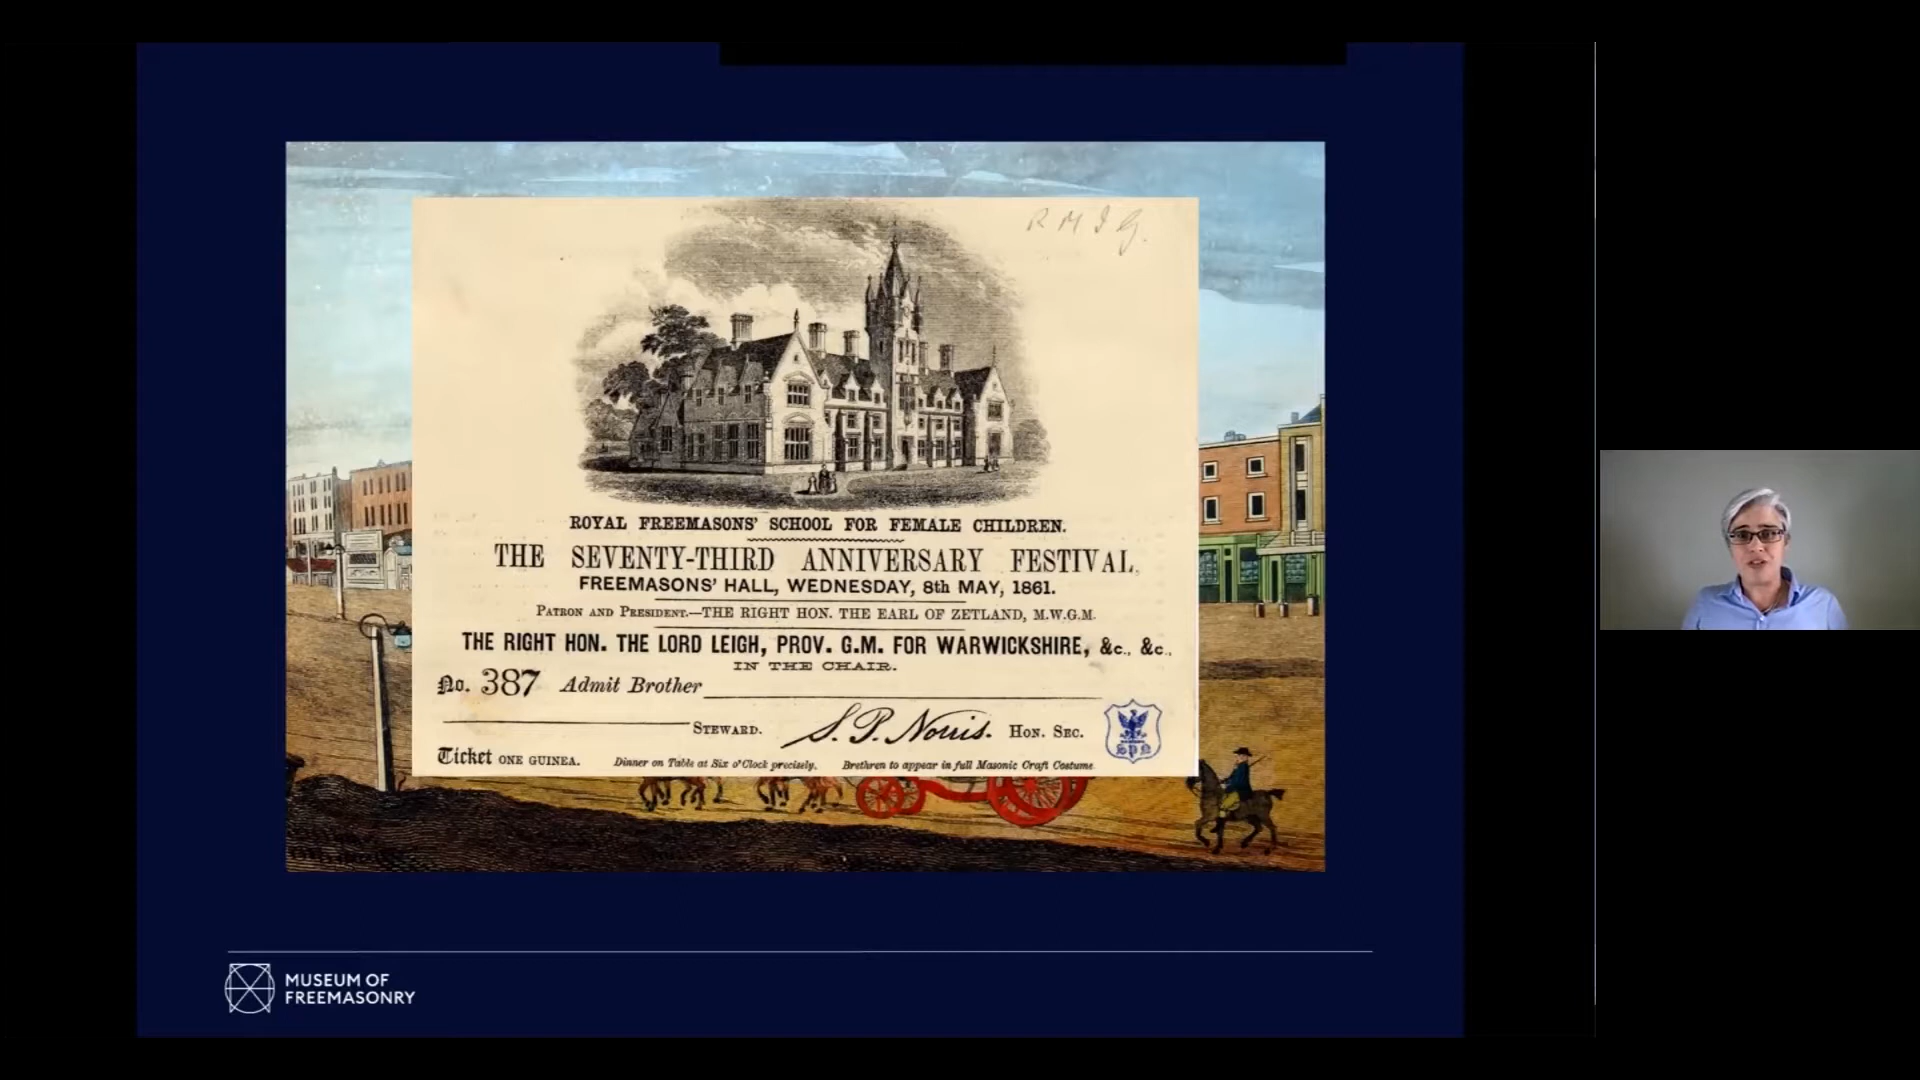 R M I G.
ROYAL FREEMASONS' SCHOOL FOR FEMALE CHILDREN.
THE SEVENTY-THIRD ANNIVERSARY FESTIVAL,
FREEMASONS' HALL, WEDNESDAY, 8th MAY, 1861.
PATRON AND PRESIDENT.—THE RIGHT HON. THE EARL OF ZETLAND, M.W.G.M.
THE RIGHT HON. THE LORD LEIGH, PROV. G.M. FOR WARWICKSHIRE, &c., &c.,
IN THE CHAIR.
No. 387 Admit Brother
STEWARD. S. P. Norris. HON. SEC.
SPN
Ticket ONE GUINEA. Dinner on Table at Six o'Clock precisely. Brethren to appear in full Masonic Craft Costume
MUSEUM OF
FREEMASONRY